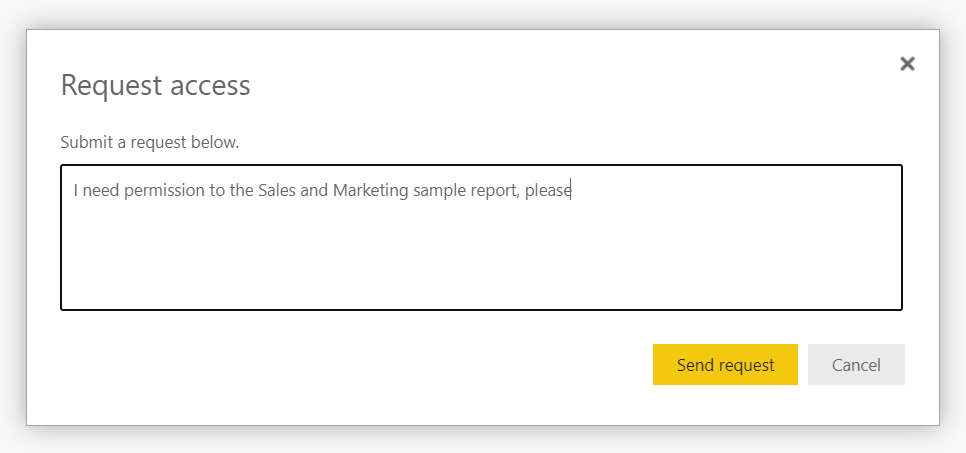 Request access
Submit a request below.
I need permission to the Sales and Marketing sample report, please
Send request
Cancel